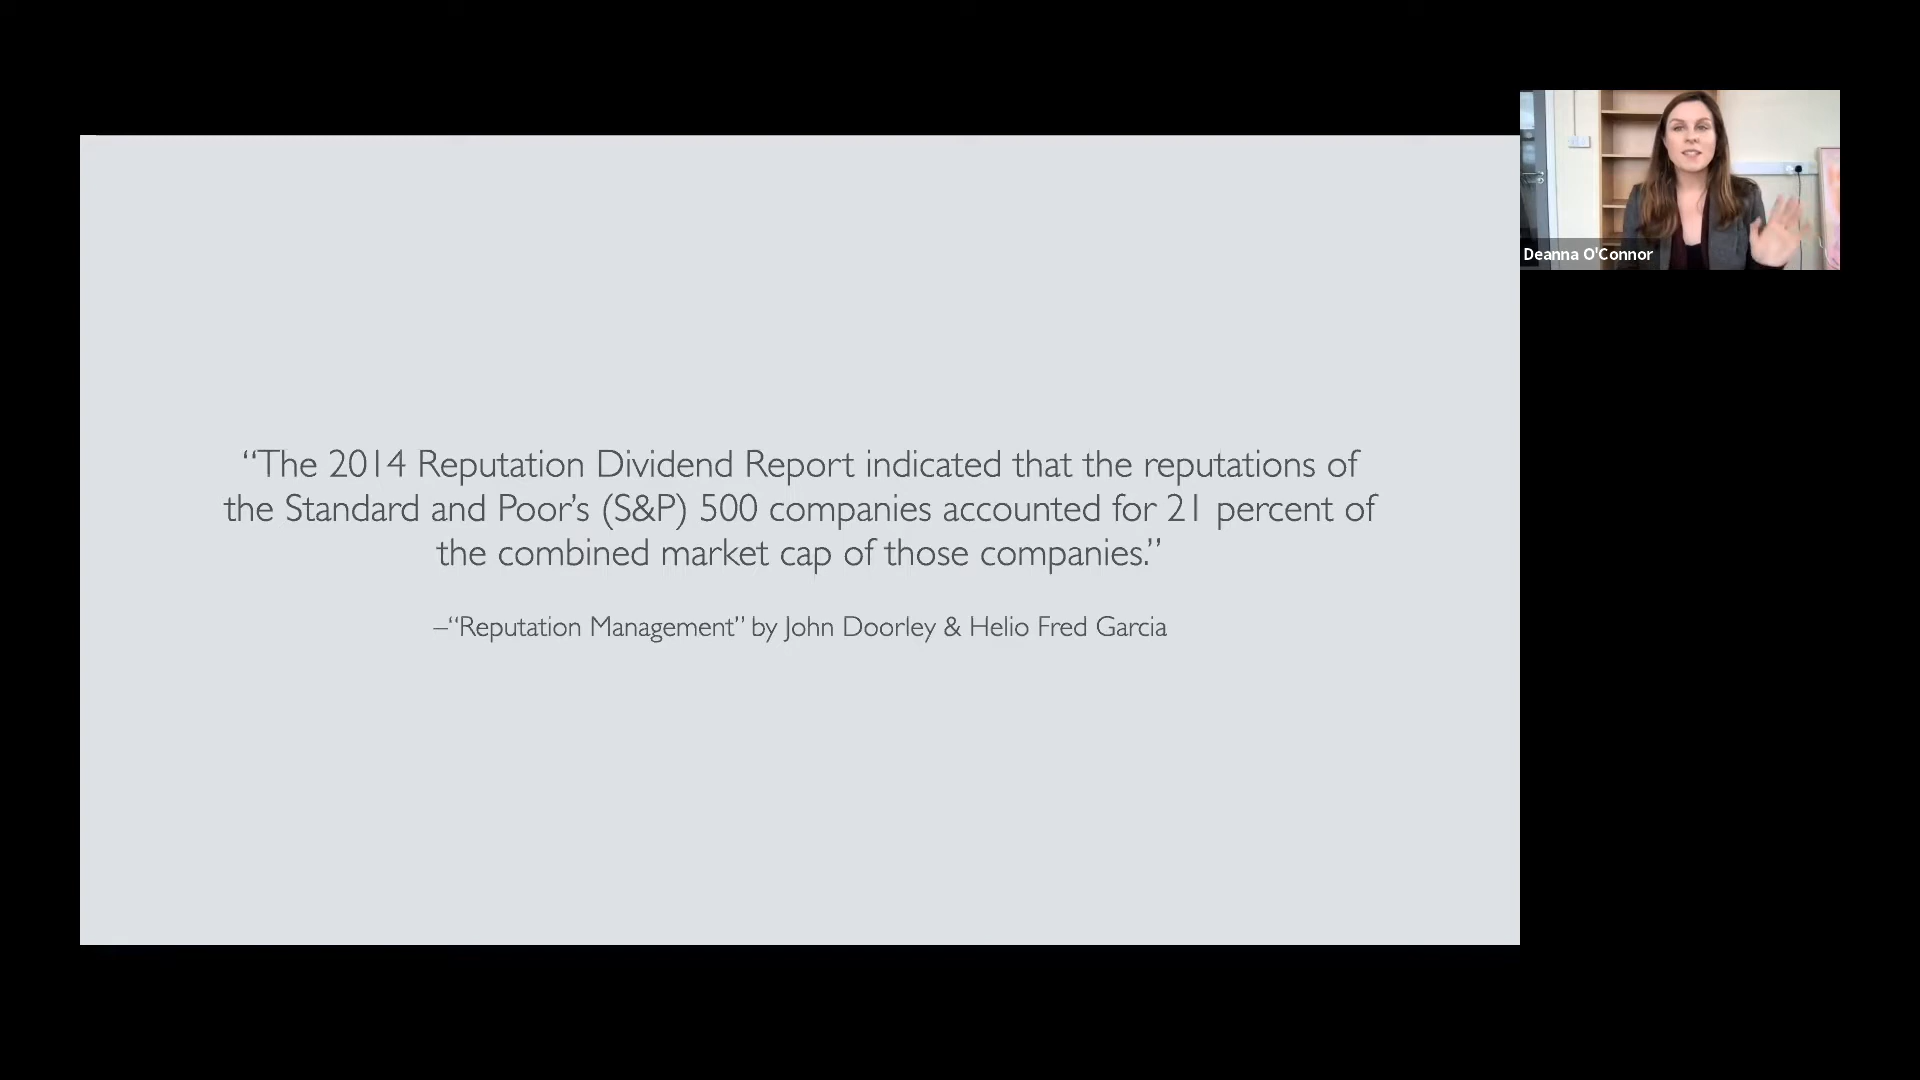 “The 2014 Reputation Dividend Report indicated that the reputations of
the Standard and Poor’s (S&P) 500 companies accounted for 21 percent of
the combined market cap of those companies.”
–“Reputation Management” by John Doorley & Helio Fred Garcia
Deanna O'Connor